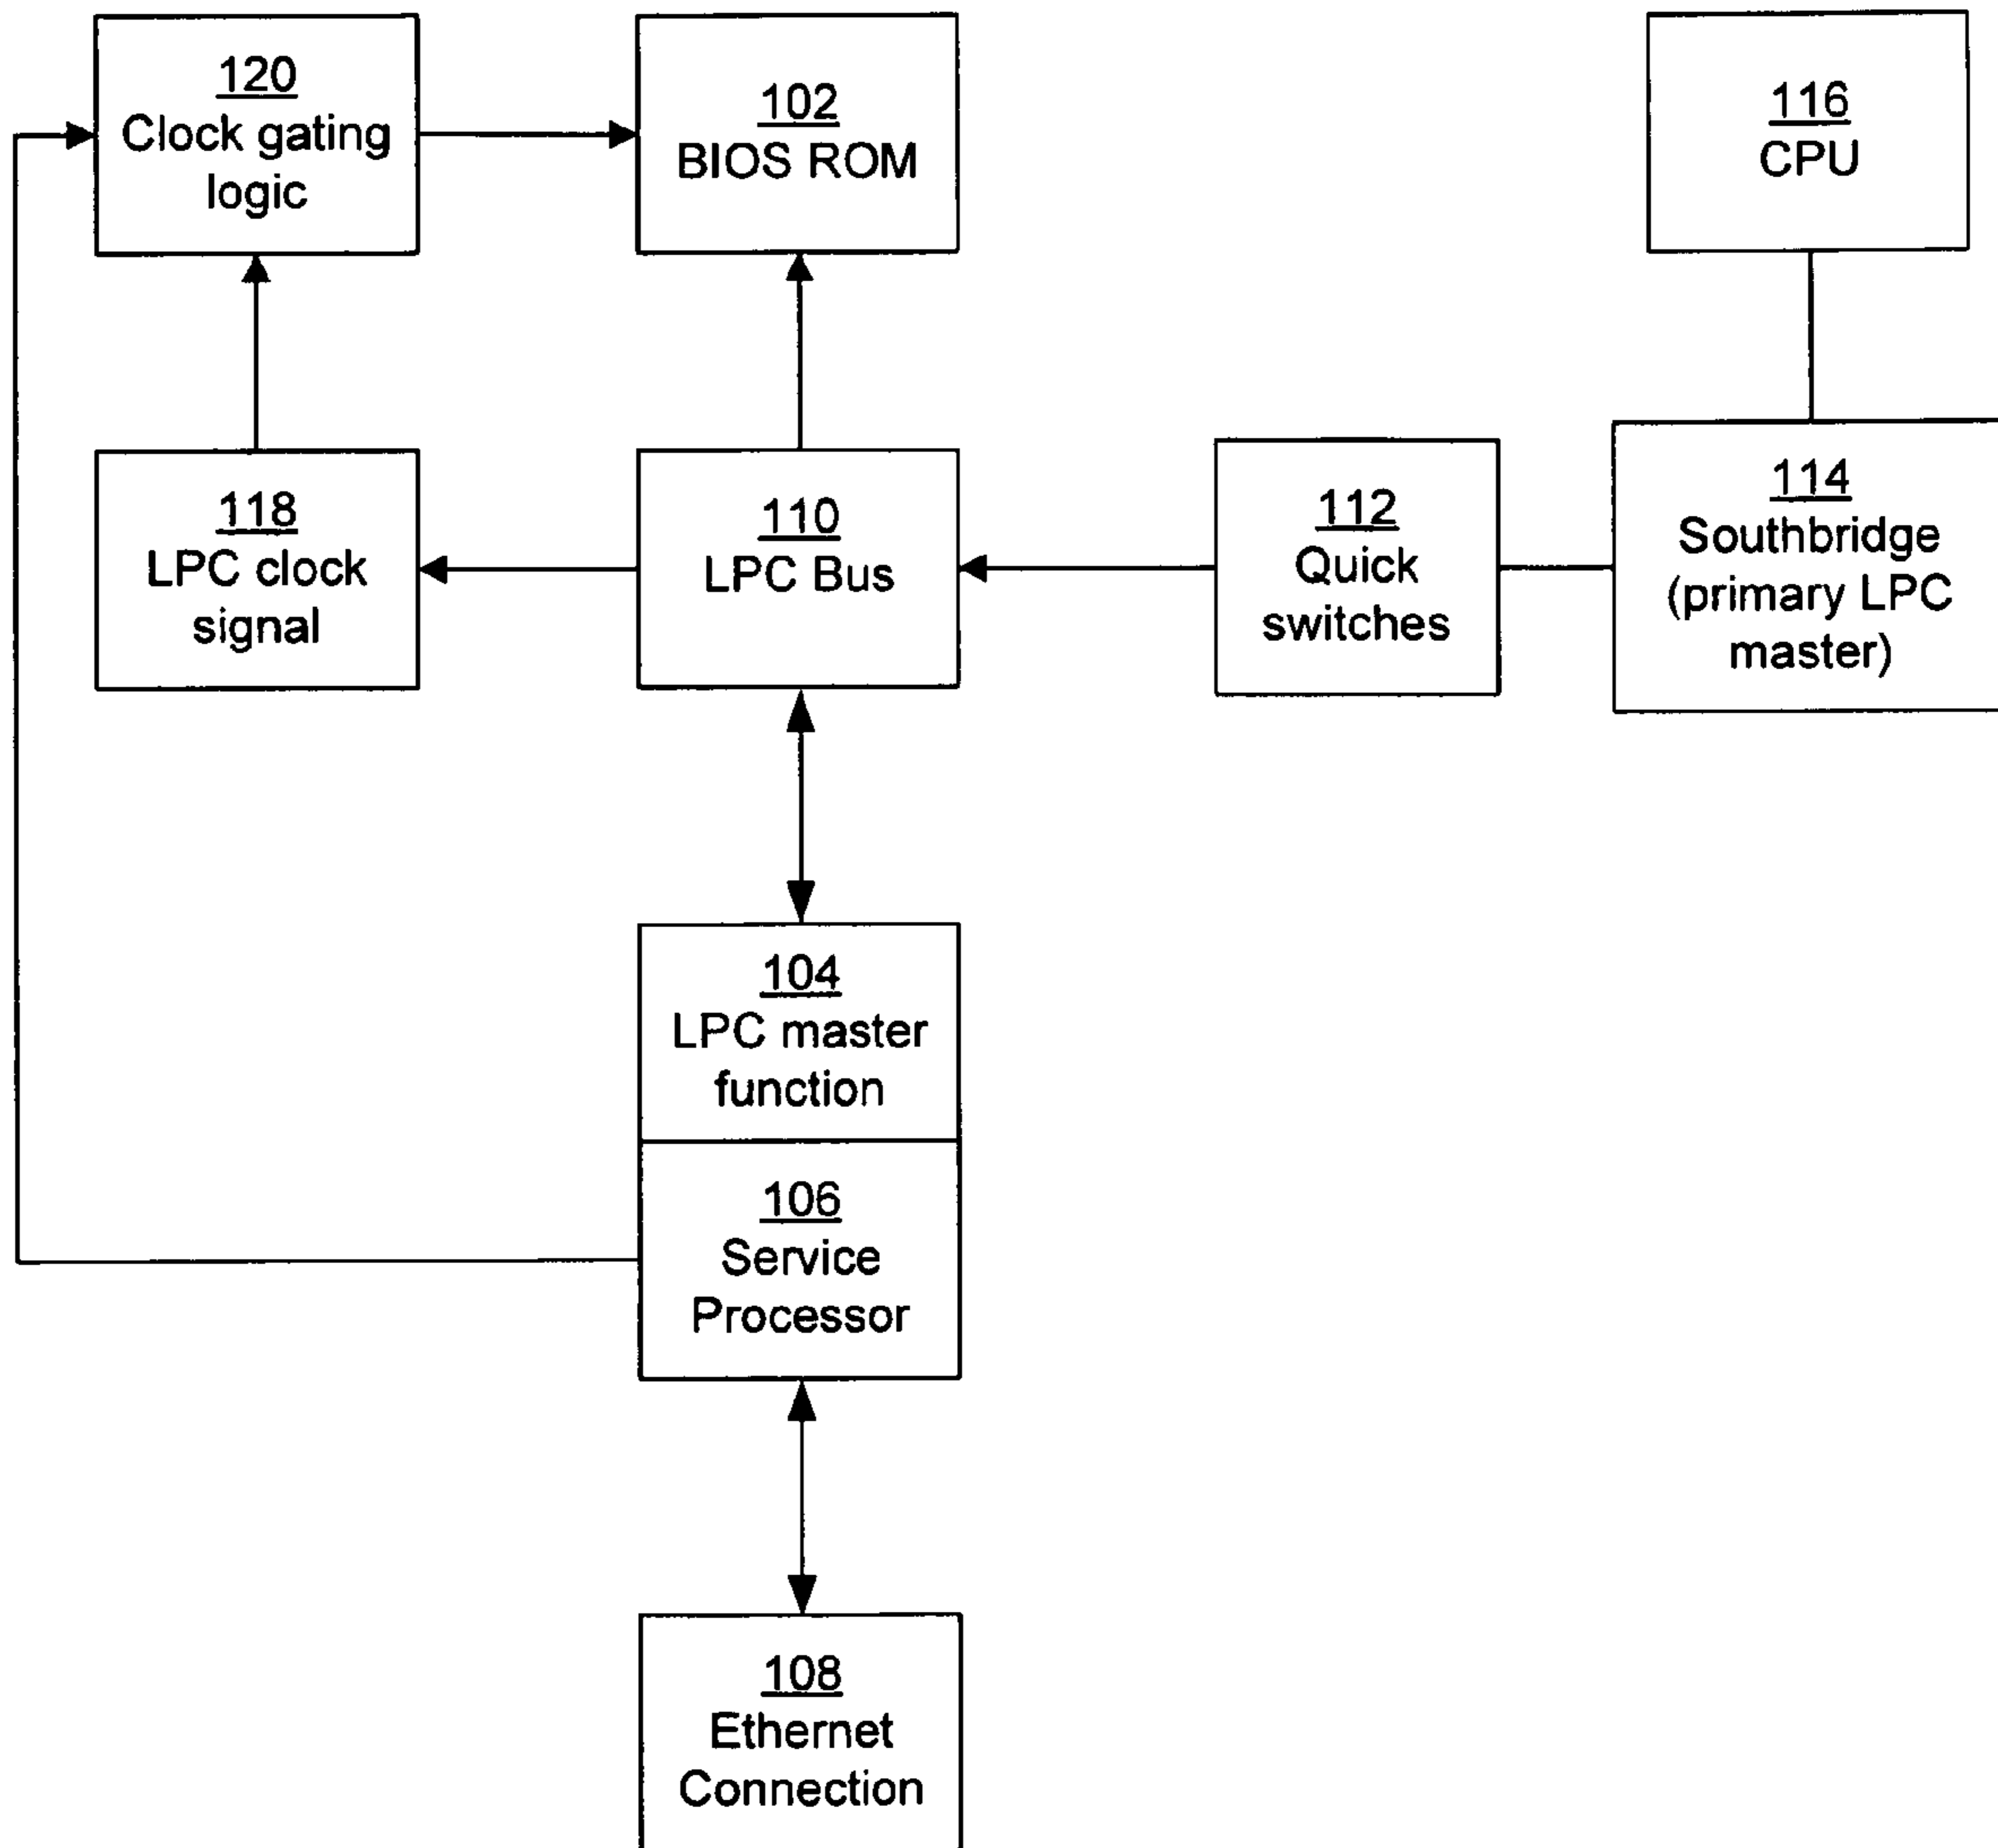 120
Clock gating
logic
102
BIOS ROM
116
CPU
118
LPC clock
signal
110
LPC Bus
112
Quick
switches
114
Southbridge
(primary LPC
master)
104
LPC master
function
106
Service
Processor
108
Ethernet
Connection